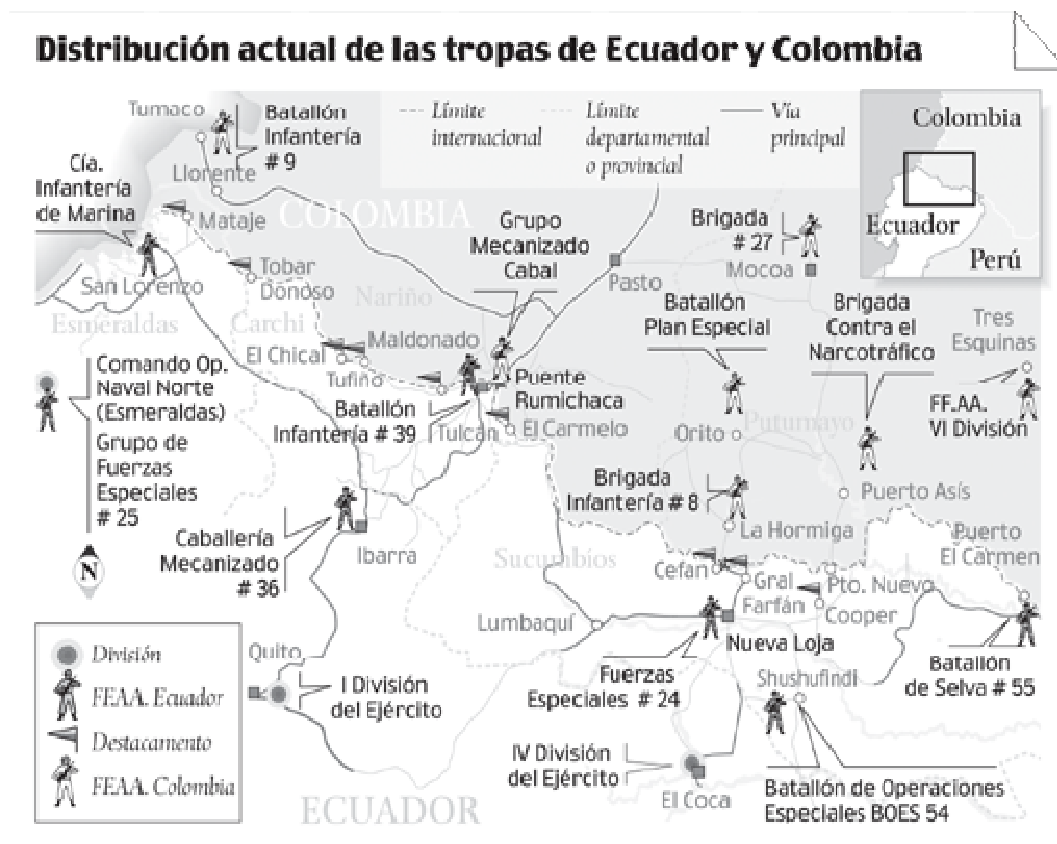 Distribución actual de las tropas de Ecuador y Colombia
Tumaco
Batallón
Infantería
# 9
Límite
internacional
Límite
departamental
o provincial
Vía
principal
Colombia
Ecuador
Perú
Cía.
Infantería
de Marina
Llorente
Mataje
COLOMBIA
Grupo
Mecanizado
Cabal
Brigada
# 27
Mocoa
San Lorenzo
Tobar
Donoso
Nariño
Pasto
Esmeraldas
Carchi
Batallón
Plan Especial
Brigada
Contra el
Narcotráfico
Tres
Esquinas
El Chical
Maldonado
Tufiño
Puente
Rumichaca
FF.AA.
VI División
Comando Op.
Naval Norte
(Esmeraldas)
Grupo de
Fuerzas
Especiales
# 25
Batallón
Infantería # 39
Tulcán
El Carmelo
Orito
Putumayo
Brigada
Infantería # 8
Puerto Asís
La Hormiga
Puerto
El Carmen
N
Caballería
Mecanizado
# 36
Ibarra
Sucumbios
Cefan
Gral
Farfán
Pto. Nuevo
Cooper
Lumbaquí
Nueva Loja
Batallón
de Selva # 55
División
FF.AA. Ecuador
Destacamento
FF.AA. Colombia
Quito
I División
del Ejército
Fuerzas
Especiales # 24
Shushufindi
IV División
del Ejército
El Coca
Batallón de Operaciones
Especiales BOES 54
ECUADOR